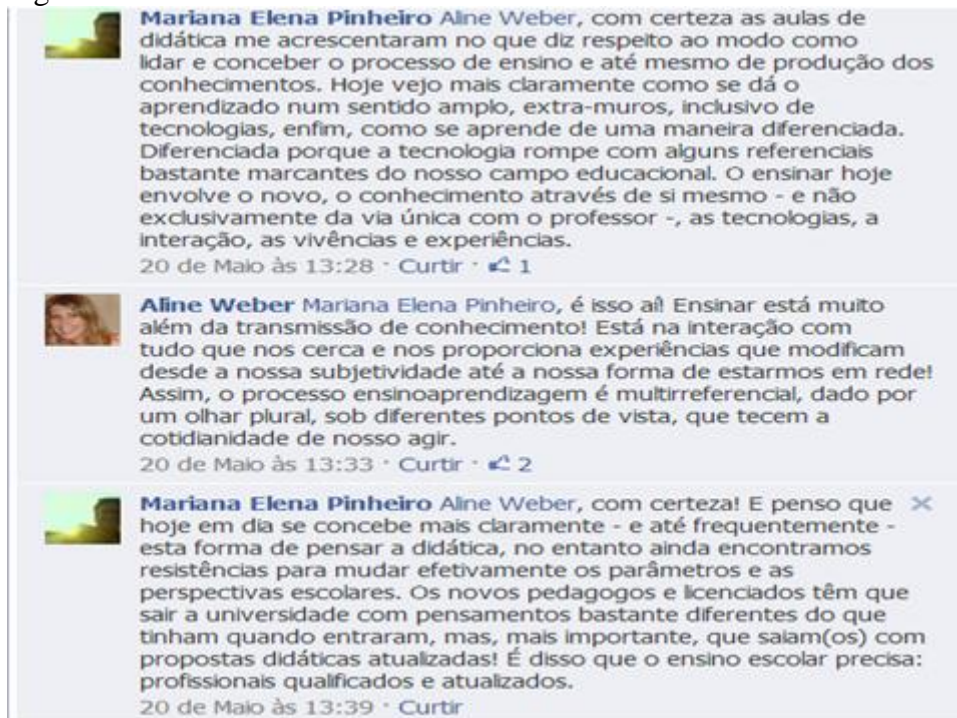 Mariana Elena Pinheiro Aline Weber, com certeza as aulas de
didática me acrescentaram no que diz respeito ao modo como
lidar e conceber o processo de ensino e até mesmo de produção dos
conhecimentos. Hoje vejo mais claramente como se dá o
aprendizado num sentido amplo, extra-muros, inclusivo de
tecnologias, enfim, como se aprende de uma maneira diferenciada.
Diferenciada porque a tecnologia rompe com alguns referenciais
bastante marcantes do nosso campo educacional. O ensinar hoje
envolve o novo, o conhecimento através de si mesmo - e não
exclusivamente da via única com o professor -, as tecnologias, a
interação, as vivências e experiências.
20 de Maio às 13:28 · Curtir · 1
Aline Weber Mariana Elena Pinheiro, é isso aí! Ensinar está muito
além da transmissão de conhecimento! Está na interação com
tudo que nos cerca e nos proporciona experiências que modificam
desde a nossa subjetividade até a nossa forma de estarmos em rede!
Assim, o processo ensinoaprendizagem é multirreferencial, dado por
um olhar plural, sob diferentes pontos de vista, que tecem a
cotidianidade de nosso agir.
20 de Maio às 13:33 · Curtir · 2
Mariana Elena Pinheiro Aline Weber, com certeza! E penso que
hoje em dia se concebe mais claramente - e até frequentemente -
esta forma de pensar a didática, no entanto ainda encontramos
resistências para mudar efetivamente os parâmetros e as
perspectivas escolares. Os novos pedagogos e licenciados têm que
sair a universidade com pensamentos bastante diferentes do que
tinham quando entraram, mas, mais importante, que saiam(os) com
propostas didáticas atualizadas! É disso que o ensino escolar precisa:
profissionais qualificados e atualizados.
20 de Maio às 13:39 · Curtir